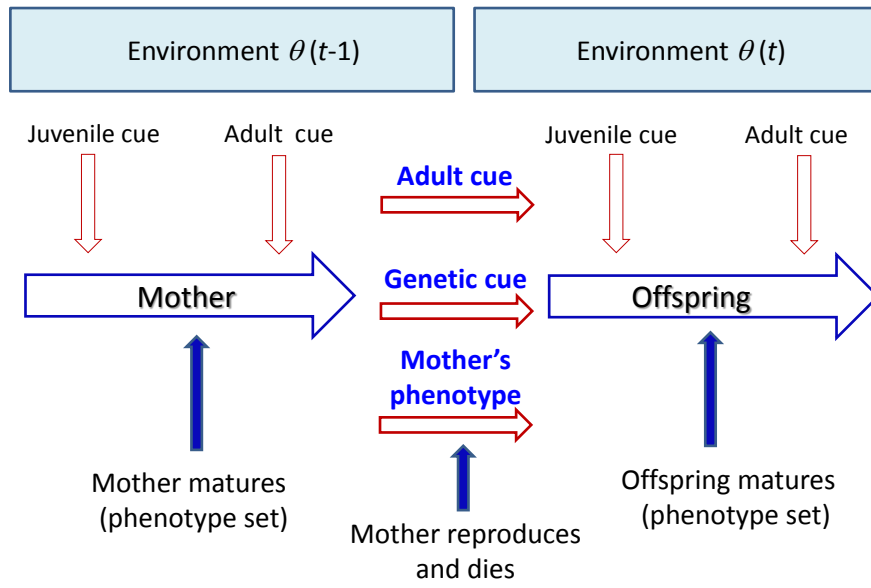 Environment θ (t-1)
Environment θ (t)
Juvenile cue
Adult cue
Adult cue
Juvenile cue
Adult cue
Mother
Genetic cue
Offspring
Mother's
phenotype
Mother matures
(phenotype set)
Mother reproduces
and dies
Offspring matures
(phenotype set)